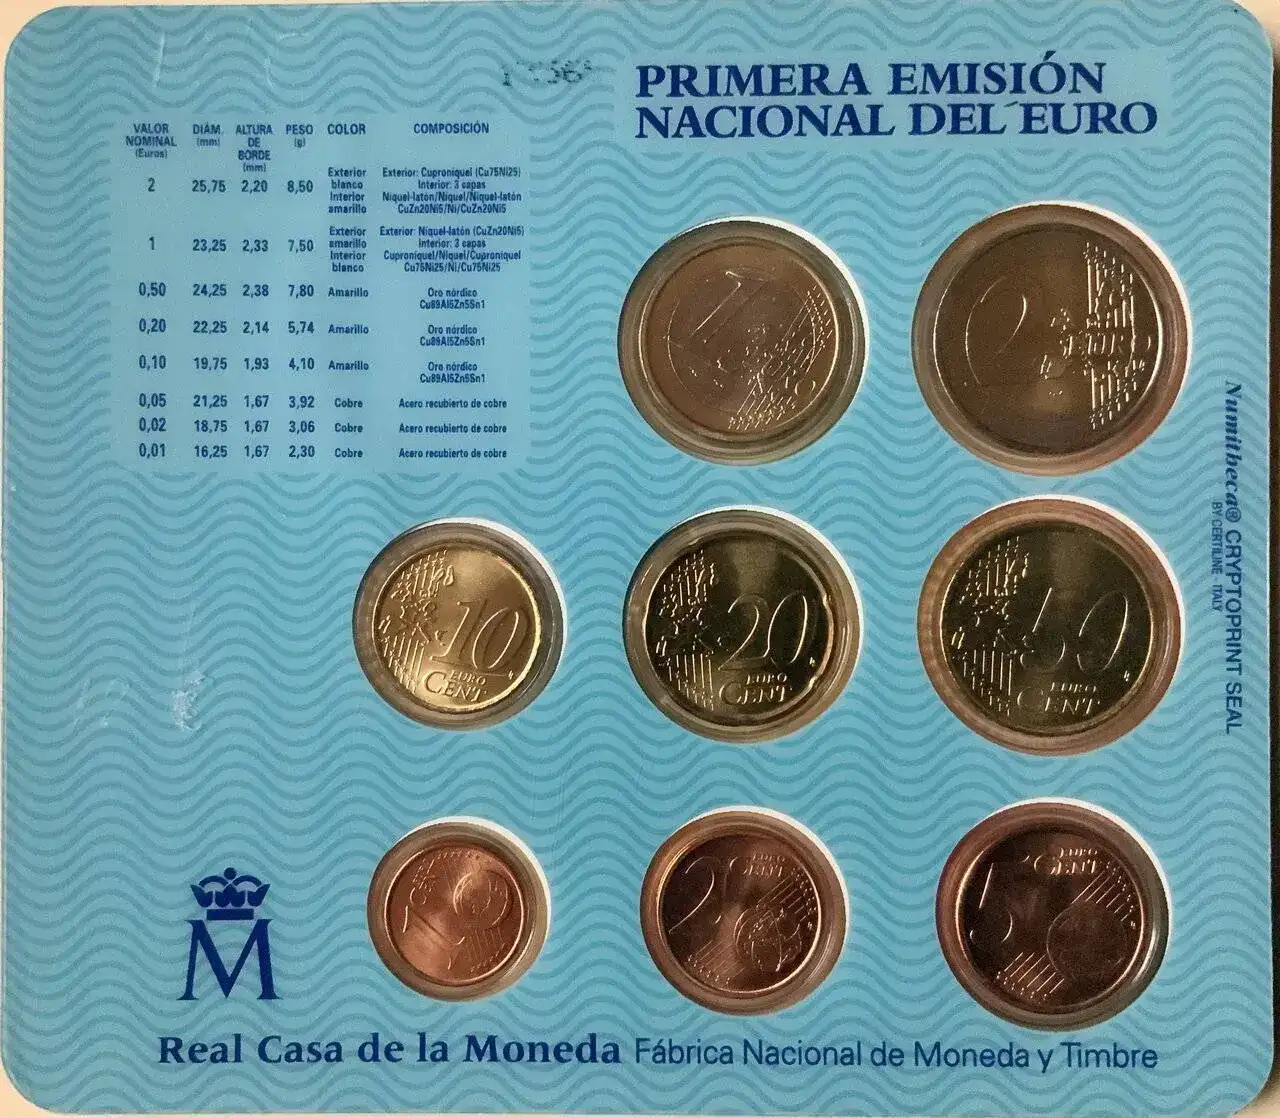 PRIMERA EMISIÓN
NACIONAL DEL EURO
VALOR NOMINAL (Euros) DIÁM. (mm) ALTURA DE BORDE (mm) PESO (g) COLOR COMPOSICIÓN
2 25,75 2,20 8,50 Exterior blanco Interior amarillo Exterior: Cuproníquel (Cu75Ni25) Interior: 3 capas Níquel-latón/Níquel/Níquel-latón CuZn20Ni5/Ni/CuZn20Ni5
1 23,25 2,33 7,50 Exterior amarillo Interior blanco Exterior: Níquel-latón (CuZn20Ni5) Interior: 3 capas Cuproníquel/Níquel/Cuproníquel Cu75Ni25/Ni/Cu75Ni25
0,50 24,25 2,38 7,80 Amarillo Oro nórdico Cu89Al5Zn5Sn1
0,20 22,25 2,14 5,74 Amarillo Oro nórdico Cu89Al5Zn5Sn1
0,10 19,75 1,93 4,10 Amarillo Oro nórdico Cu89Al5Zn5Sn1
0,05 21,25 1,67 3,92 Cobre Acero recubierto de cobre
0,02 18,75 1,67 3,06 Cobre Acero recubierto de cobre
0,01 16,25 1,67 2,30 Cobre Acero recubierto de cobre
1 EURO
2 EURO
10 EURO CENT
20 EURO CENT
50 EURO CENT
1 EURO CENT
2 EURO CENT
5 EURO CENT
Numitbeca® CRYPTOPRINT SEAL
BY CERTILINE - ITALY
M
Real Casa de la Moneda Fábrica Nacional de Moneda y Timbre